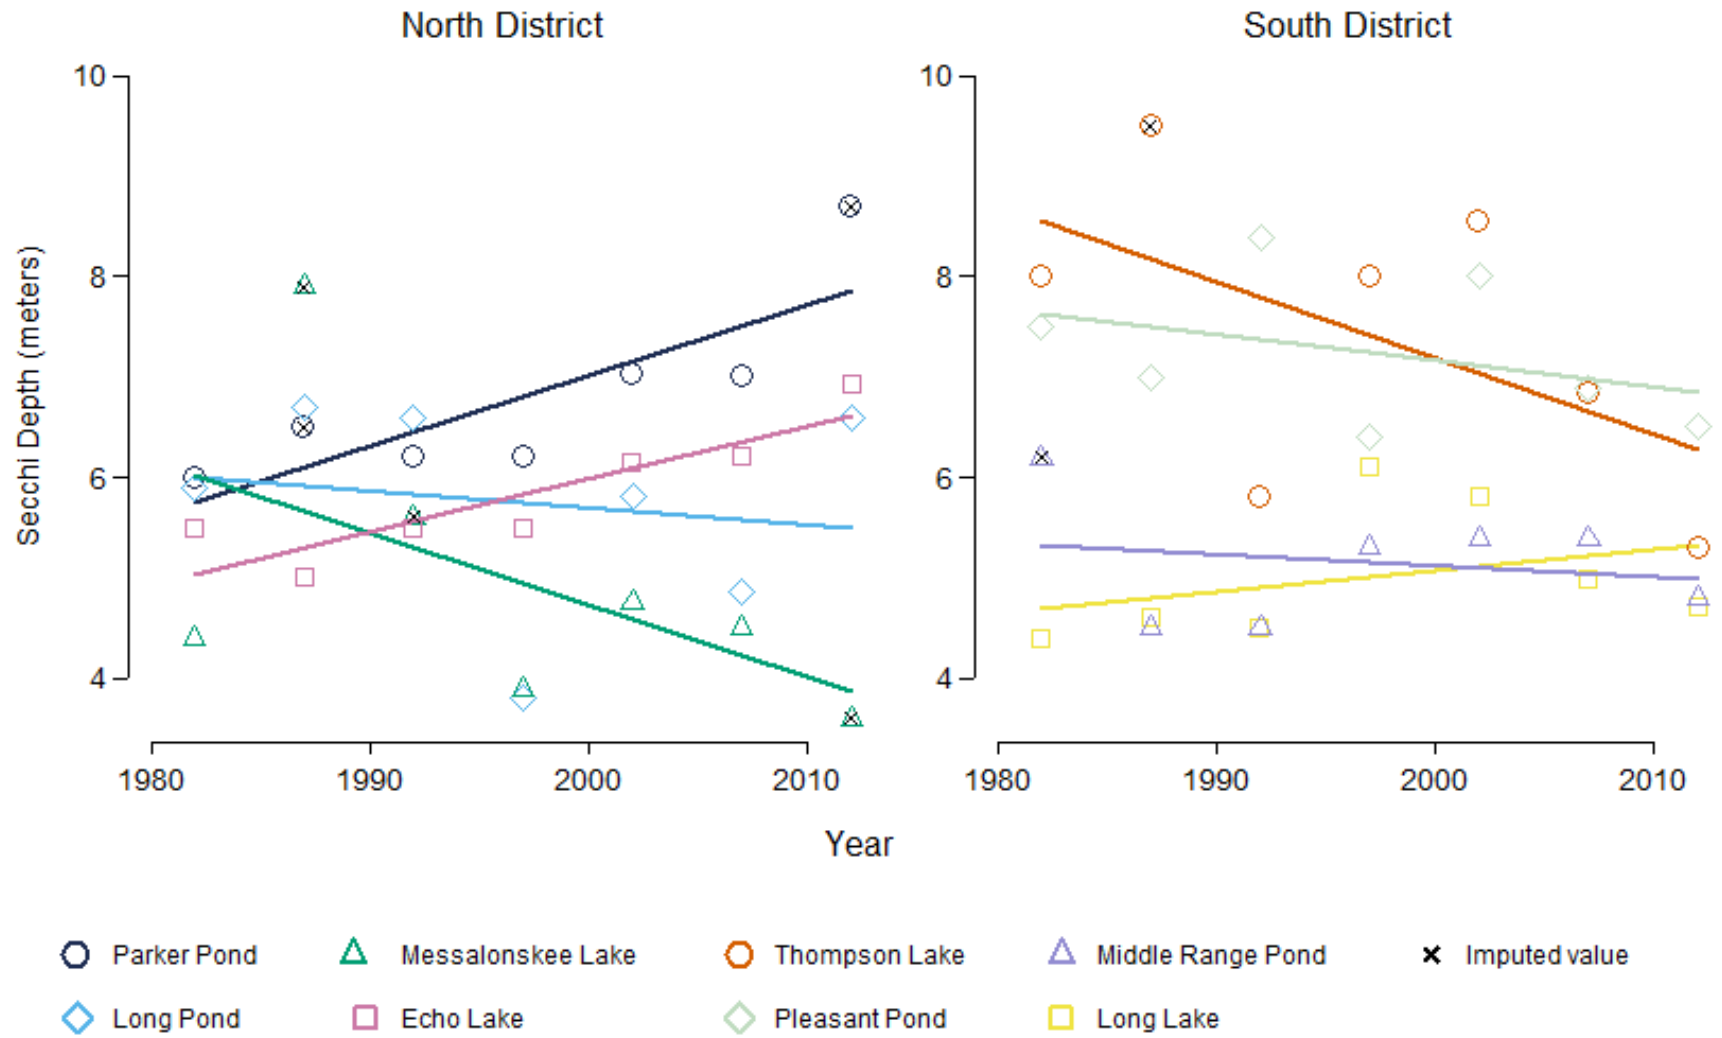 North District
South District
Secchi Depth (meters)
10
8
6
4
10
8
6
4
1980 1990 2000 2010
1980 1990 2000 2010
Year
Parker Pond Messalonskee Lake Thompson Lake Middle Range Pond Imputed value
Long Pond Echo Lake Pleasant Pond Long Lake